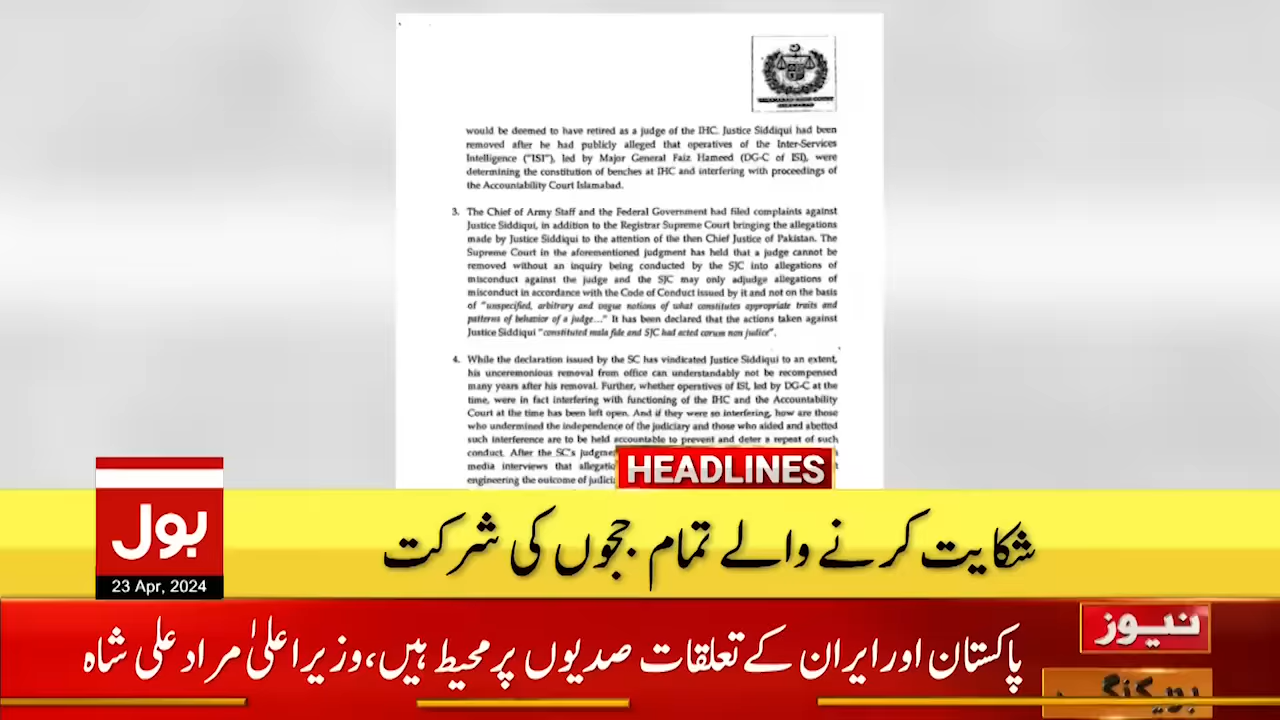 ISLAMABAD HIGH COURT
would be deemed to have retired as a judge of the IHC. Justice Siddiqui had been
removed after he had publicly alleged that operatives of the Inter-Services
Intelligence ("ISI"), led by Major General Faiz Hameed (DG-C of ISI), were
determining the constitution of benches at IHC and interfering with proceedings of
the Accountability Court Islamabad.
3. The Chief of Army Staff and the Federal Government had filed complaints against
Justice Siddiqui, in addition to the Registrar Supreme Court bringing the allegations
made by Justice Siddiqui to the attention of the then Chief Justice of Pakistan. The
Supreme Court in the aforementioned judgment has held that a judge cannot be
removed without an inquiry being conducted by the SJC into allegations of
misconduct against the judge and the SJC may only adjudge allegations of
misconduct in accordance with the Code of Conduct issued by it and not on the basis
of "unspecified, arbitrary and vague notions of what constitutes appropriate traits and
patterns of behavior of a judge..." It has been declared that the actions taken against
Justice Siddiqui "constituted mala fide and SJC had acted corum non judice".
4. While the declaration issued by the SC has vindicated Justice Siddiqui to an extent,
his unceremonious removal from office can understandably not be recompensed
many years after his removal. Further, whether operatives of ISI, led by DG-C at the
time, were in fact interfering with functioning of the IHC and the Accountability
Court at the time has been left open. And if they were so interfering, how are those
who undermined the independence of the judiciary and those who aided and abetted
such interference are to be held accountable to prevent and deter a repeat of such
conduct. After the SC's
media interviews that
engineering the outcome of
HEADLINES
شکایت کرنے والے تمام ججوں کی شرکت
بول
23 Apr, 2024
نیوز
پاکستان اور ایران کے تعلقات صدیوں پر محیط ہیں، وزیراعلیٰ مراد علی شاہ